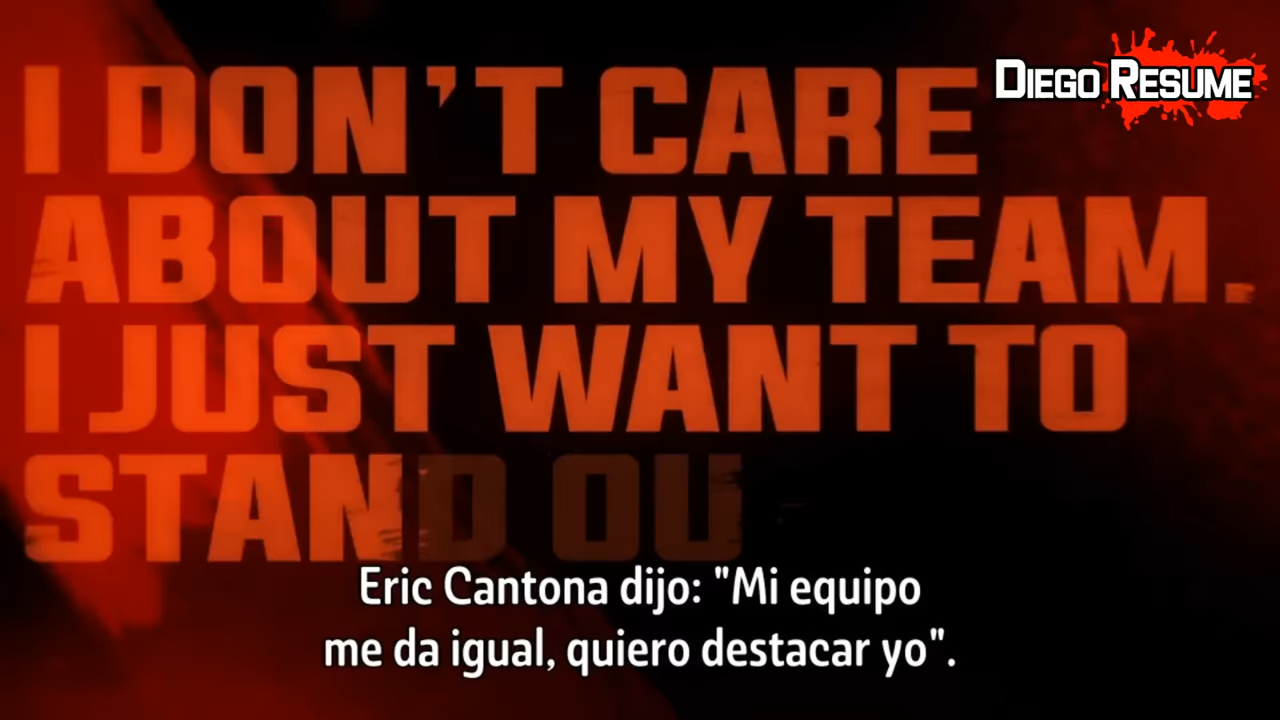 DIEGO RESUME
I DON'T CARE
ABOUT MY TEAM.
I JUST WANT TO
STAND OU
Eric Cantona dijo: "Mi equipo
me da igual, quiero destacar yo".